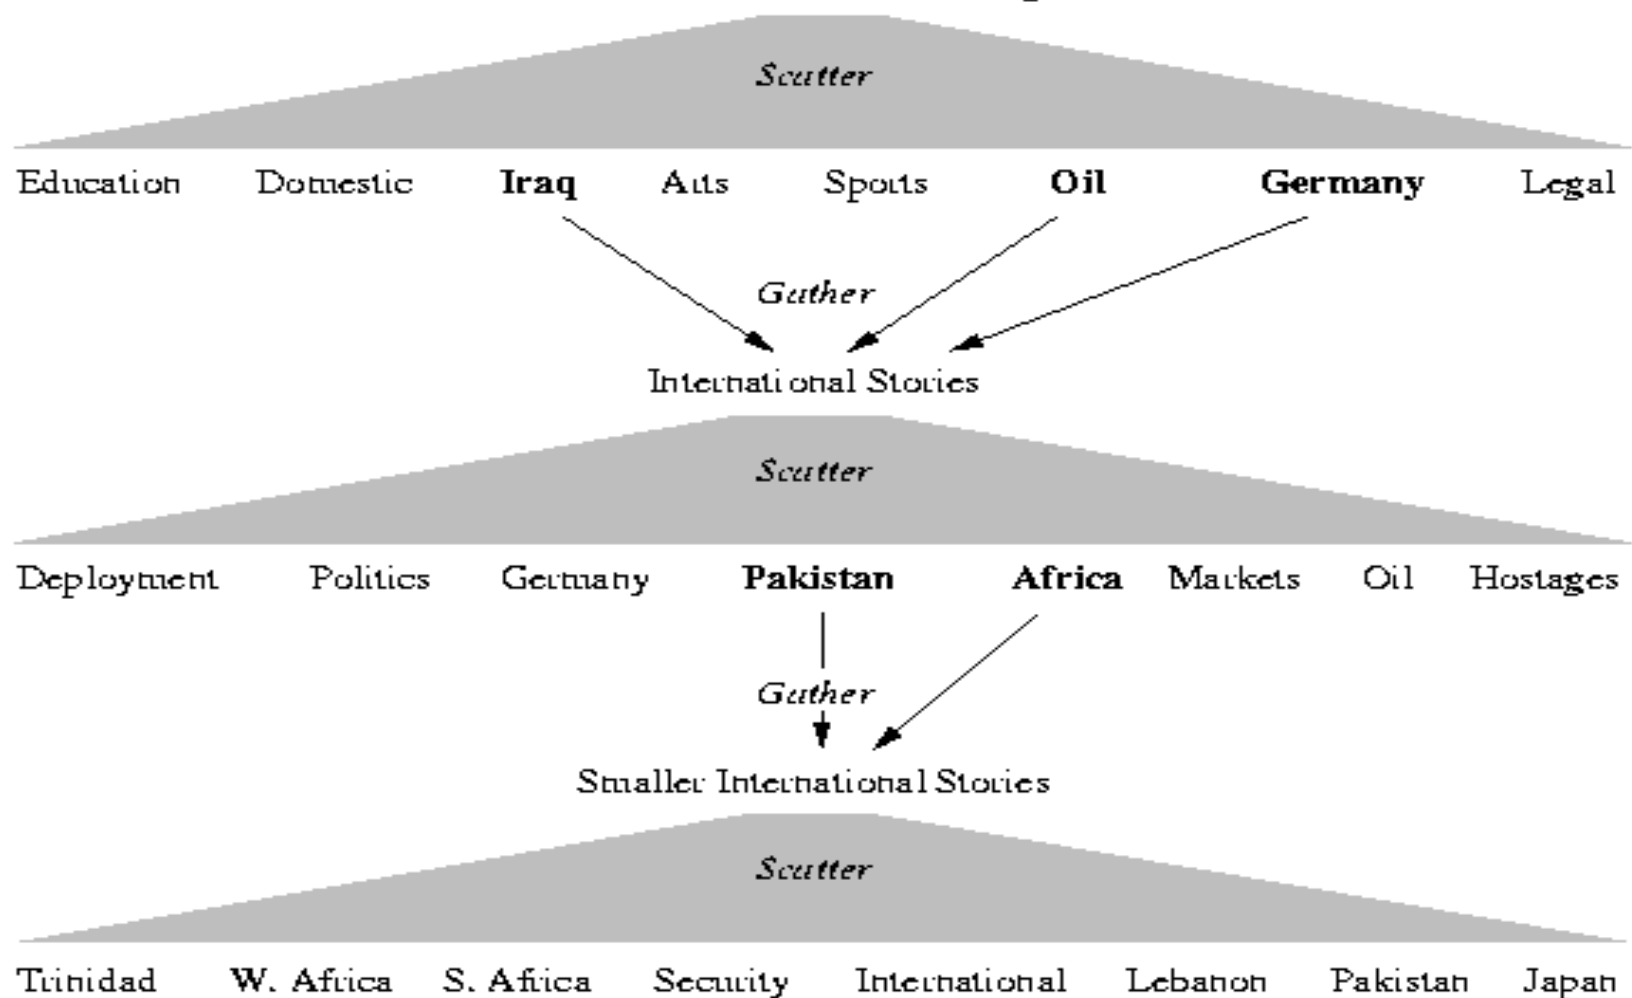 Scatter
Education Domestic Iraq Arts Sports Oil Germany Legal
Gather
International Stories
Scatter
Deployment Politics Germany Pakistan Africa Markets Oil Hostages
Gather
Smaller International Stories
Scatter
Trinidad W. Africa S. Africa Security International Lebanon Pakistan Japan